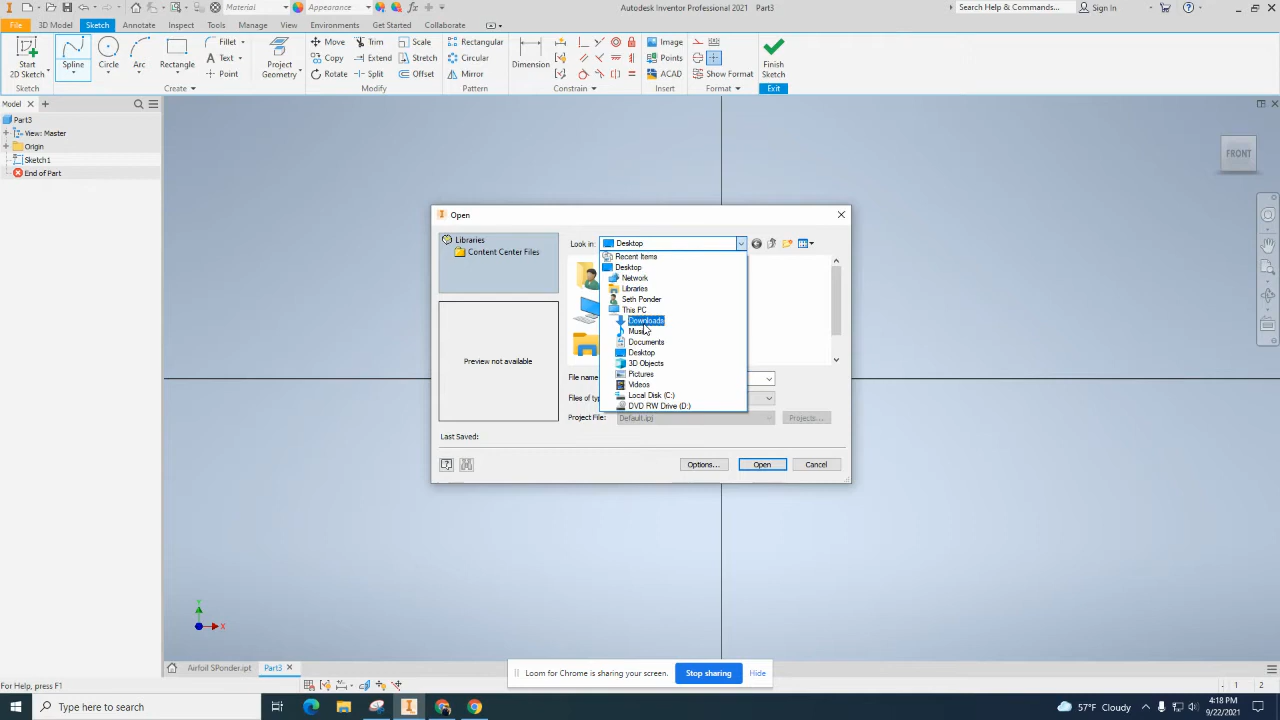 Material
Appearance
Autodesk Inventor Professional 2021 Part3
Search Help & Commands...
Sign In
File 3D Model Sketch Annotate Inspect Tools Manage View Environments Get Started Collaborate
Start
2D Sketch
Spline
Circle
Arc
Rectangle
Fillet
Text
Point
Project
Geometry
Move
Copy
Rotate
Trim
Extend
Split
Scale
Stretch
Offset
Rectangular
Circular
Mirror
Dimension
Image
Points
ACAD
Show Format
Finish
Sketch
Sketch Create Modify Pattern Constrain Insert Format Exit
Model
Part3
View: Master
Origin
Sketch1
End of Part
FRONT
Open
Libraries
Content Center Files
Preview not available
Last Saved:
Look in: Desktop
Recent Items
Desktop
Network
Libraries
Seth Ponder
This PC
Downloads
Music
Documents
Desktop
3D Objects
Pictures
Videos
Local Disk (C:)
DVD RW Drive (D:)
File name
Files of typ
Project File: Default.ipj Projects...
Options... Open Cancel
Y
X
Airfoil SPonder.ipt Part3
Loom for Chrome is sharing your screen. Stop sharing Hide
For Help, press F1
1 2
Type here to search
57°F Cloudy
4:18 PM
9/22/2021